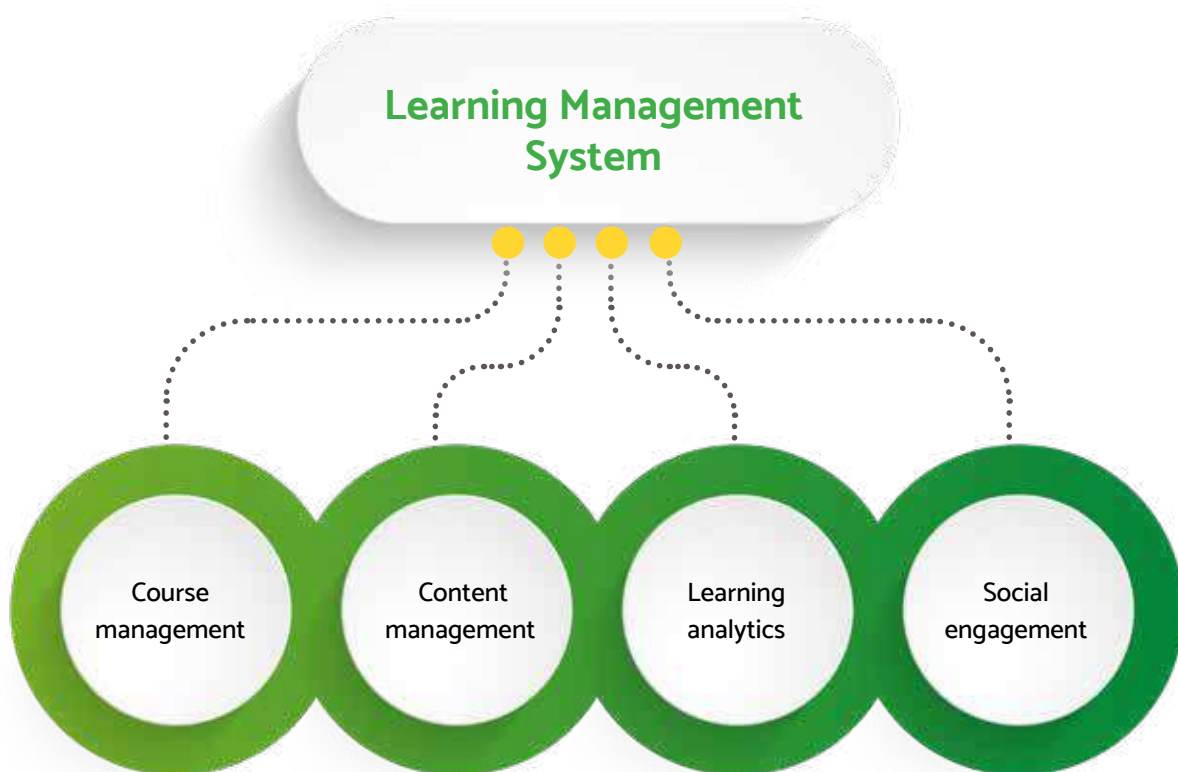 Learning Management
System
Course
management
Content
management
Learning
analytics
Social
engagement